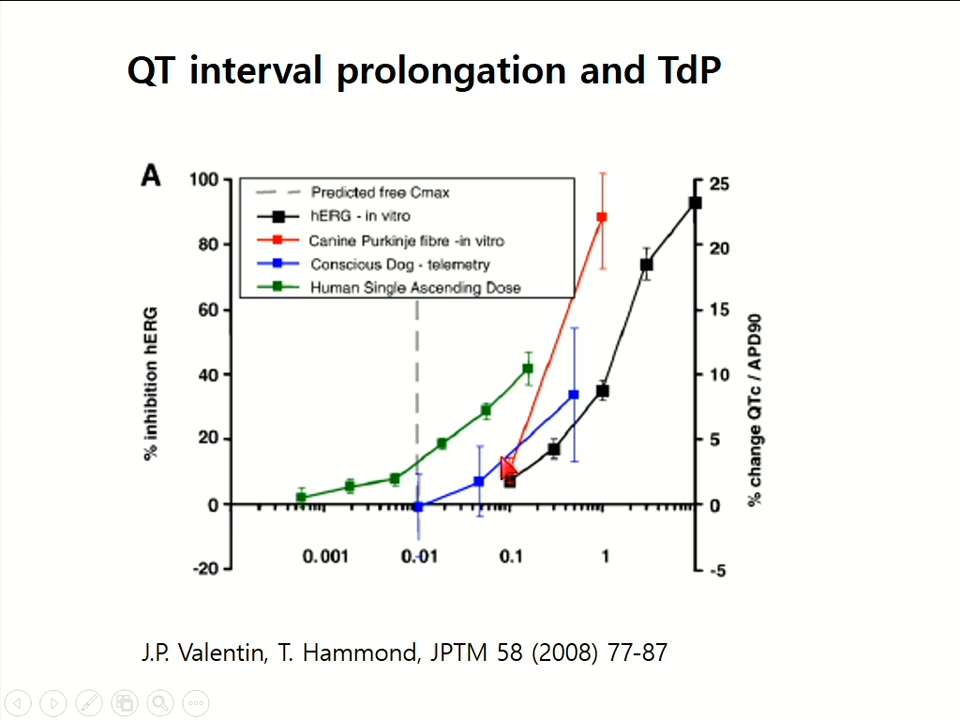 QT interval prolongation and TdP
A
100
80
60
40
20
0
-20
% inhibition hERG
Predicted free Cmax
hERG - in vitro
Canine Purkinje fibre -in vitro
Conscious Dog - telemetry
Human Single Ascending Dose
25
20
15
10
5
0
-5
% change QTc / APD90
0.001
0.01
0.1
1
J.P. Valentin, T. Hammond, JPTM 58 (2008) 77-87